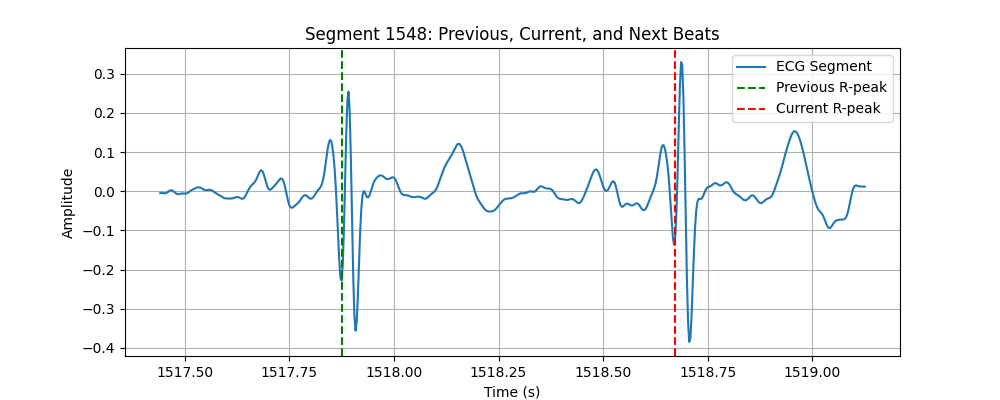 Segment 1548: Previous, Current, and Next Beats
ECG Segment
Previous R-peak
Current R-peak
Amplitude
0.3
0.2
0.1
0.0
−0.1
−0.2
−0.3
−0.4
1517.50 1517.75 1518.00 1518.25 1518.50 1518.75 1519.00
Time (s)